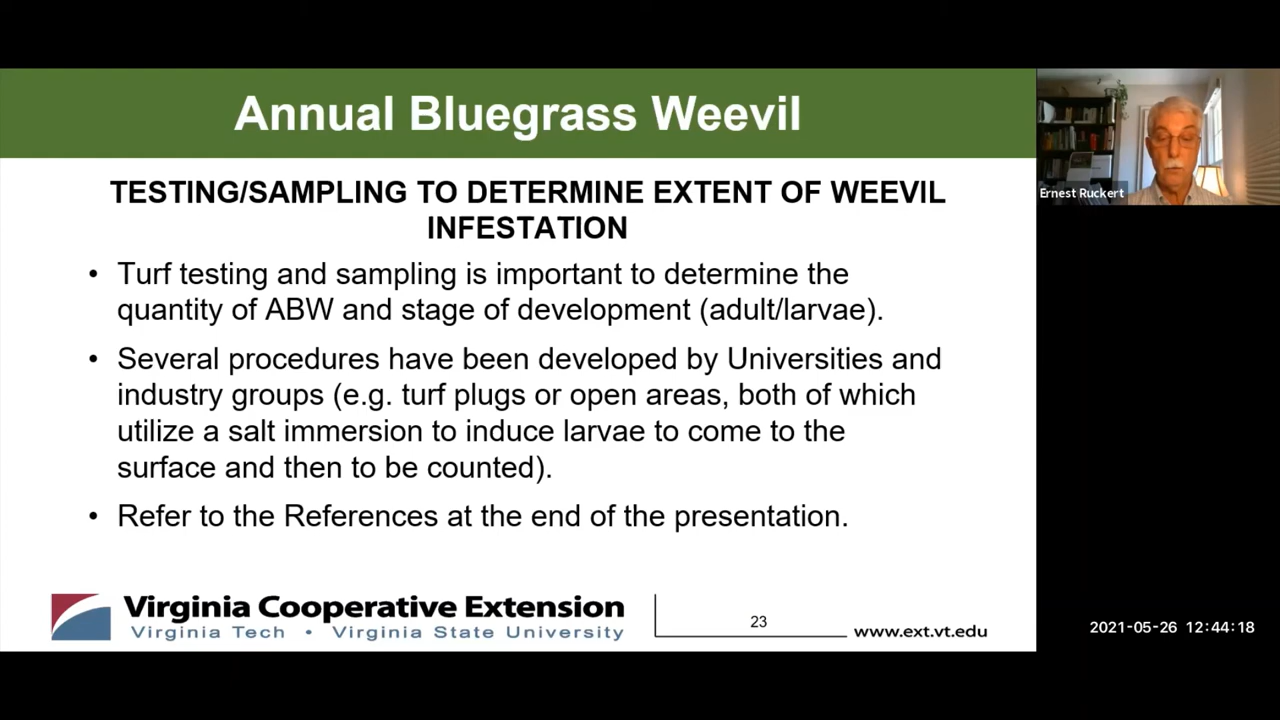 Annual Bluegrass Weevil
TESTING/SAMPLING TO DETERMINE EXTENT OF WEEVIL
INFESTATION
• Turf testing and sampling is important to determine the
quantity of ABW and stage of development (adult/larvae).
• Several procedures have been developed by Universities and
industry groups (e.g. turf plugs or open areas, both of which
utilize a salt immersion to induce larvae to come to the
surface and then to be counted).
• Refer to the References at the end of the presentation.
Virginia Cooperative Extension
Virginia Tech • Virginia State University
23
www.ext.vt.edu
Ernest Ruckert
2021-05-26 12:44:18